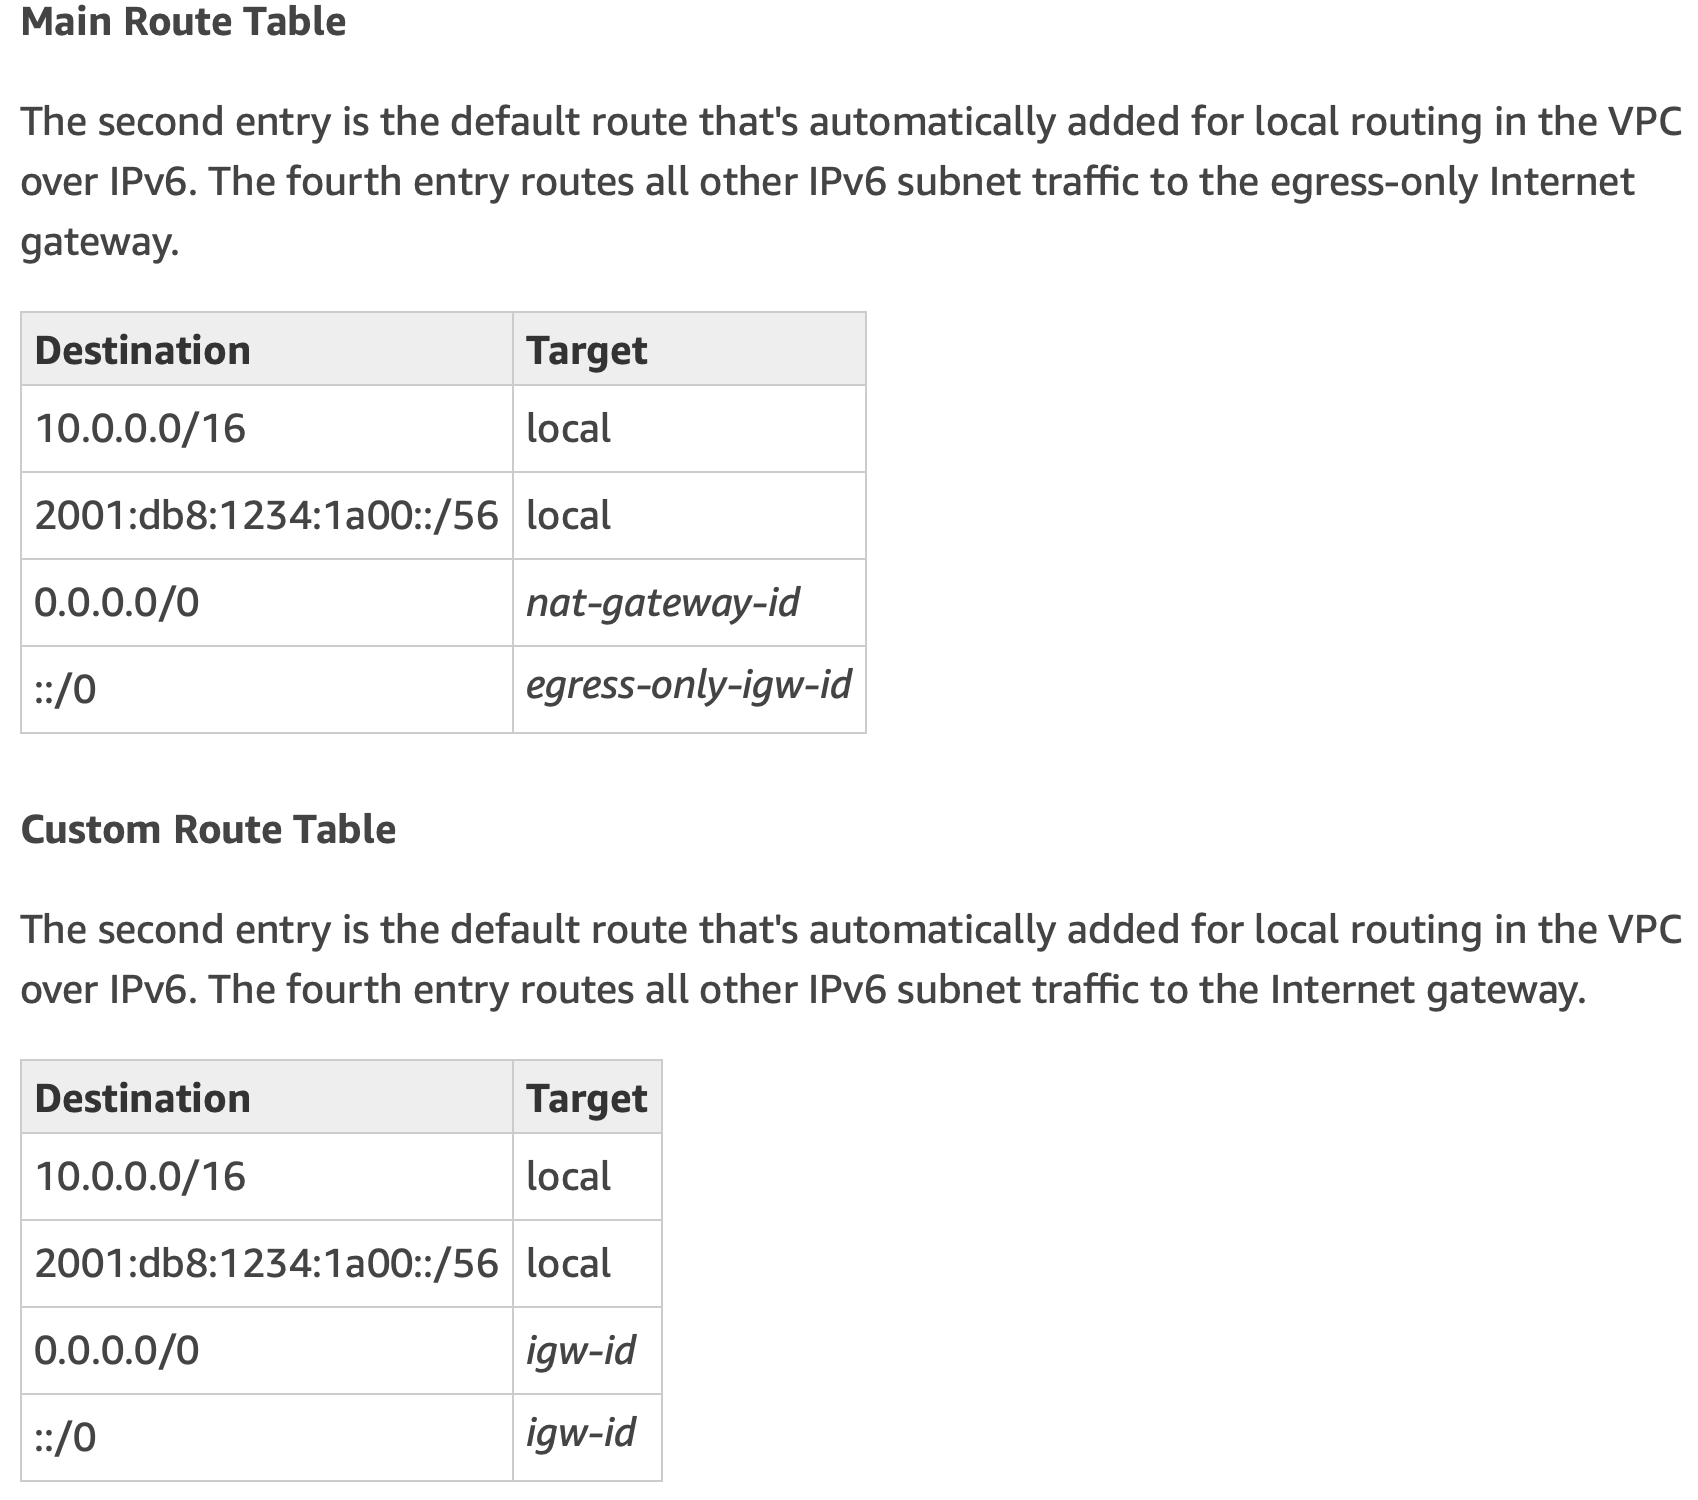 Main Route Table
The second entry is the default route that's automatically added for local routing in the VPC
over IPv6. The fourth entry routes all other IPv6 subnet traffic to the egress-only Internet
gateway.
Destination Target
10.0.0.0/16 local
2001:db8:1234:1a00::/56 local
0.0.0.0/0 nat-gateway-id
::/0 egress-only-igw-id
Custom Route Table
The second entry is the default route that's automatically added for local routing in the VPC
over IPv6. The fourth entry routes all other IPv6 subnet traffic to the Internet gateway.
Destination Target
10.0.0.0/16 local
2001:db8:1234:1a00::/56 local
0.0.0.0/0 igw-id
::/0 igw-id